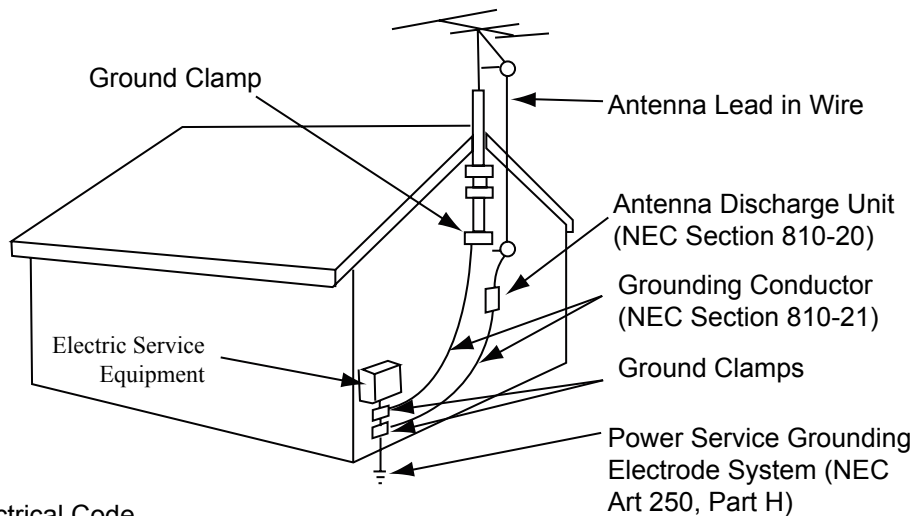 Ground Clamp
Antenna Lead in Wire
Antenna Discharge Unit
(NEC Section 810-20)
Grounding Conductor
(NEC Section 810-21)
Electric Service
Equipment
Ground Clamps
Power Service Grounding
Electrode System (NEC
Art 250, Part H)
Code